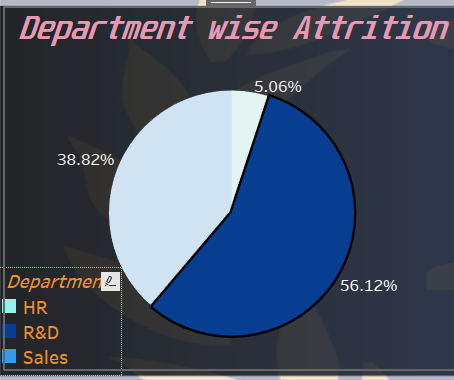 Department wise Attrition
5.06%
38.82%
56.12%
Departmen
HR
R&D
Sales